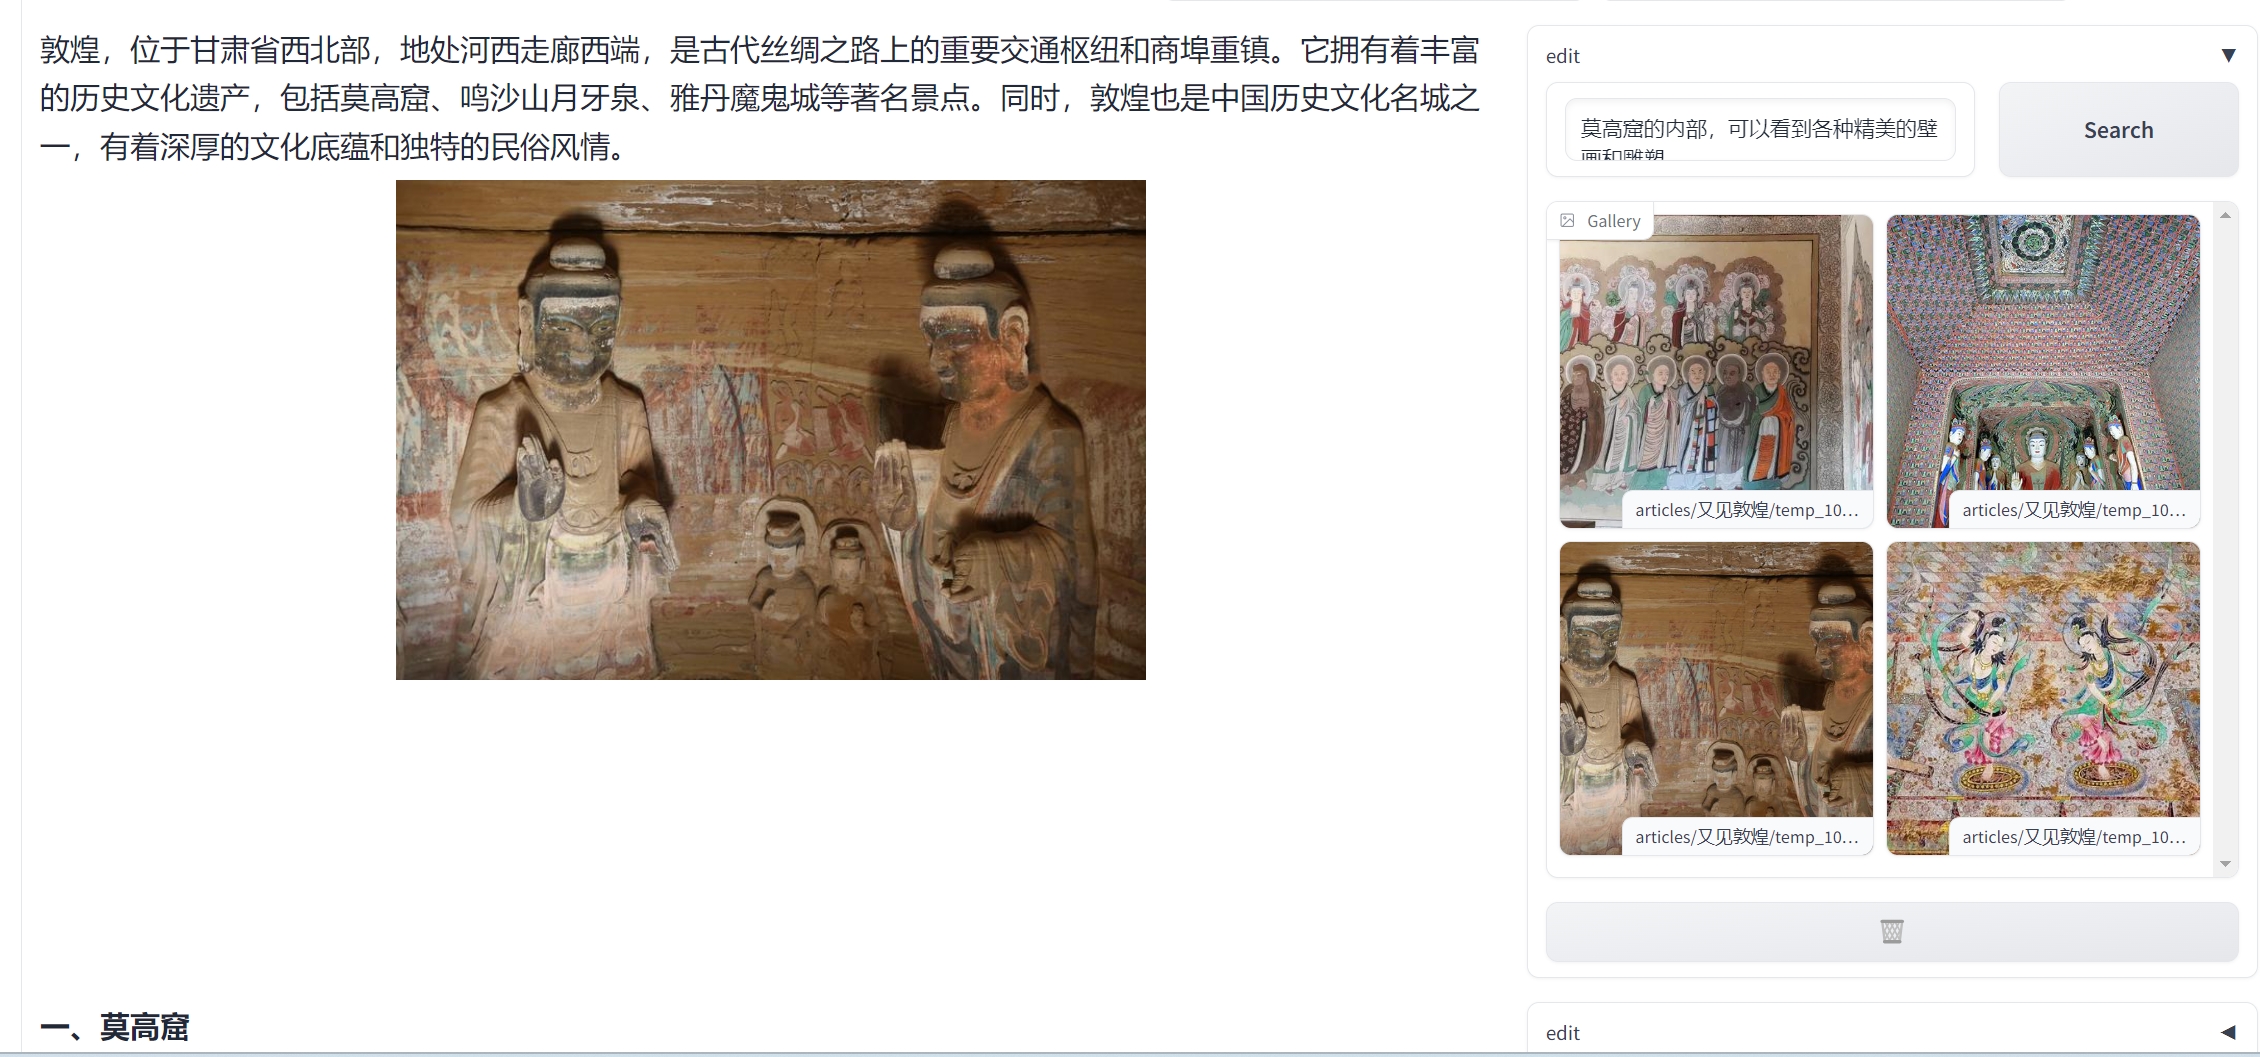 敦煌，位于甘肃省西北部，地处河西走廊西端，是古代丝绸之路上的重要交通枢纽和商埠重镇。它拥有着丰富
的历史文化遗产，包括莫高窟、鸣沙山月牙泉、雅丹魔鬼城等著名景点。同时，敦煌也是中国历史文化名城之
一，有着深厚的文化底蕴和独特的民俗风情。
一、莫高窟
edit
莫高窟的内部，可以看到各种精美的壁
画和雕塑
Search
Gallery
articles/又见敦煌/temp_10...
articles/又见敦煌/temp_10...
articles/又见敦煌/temp_10...
articles/又见敦煌/temp_10...
edit